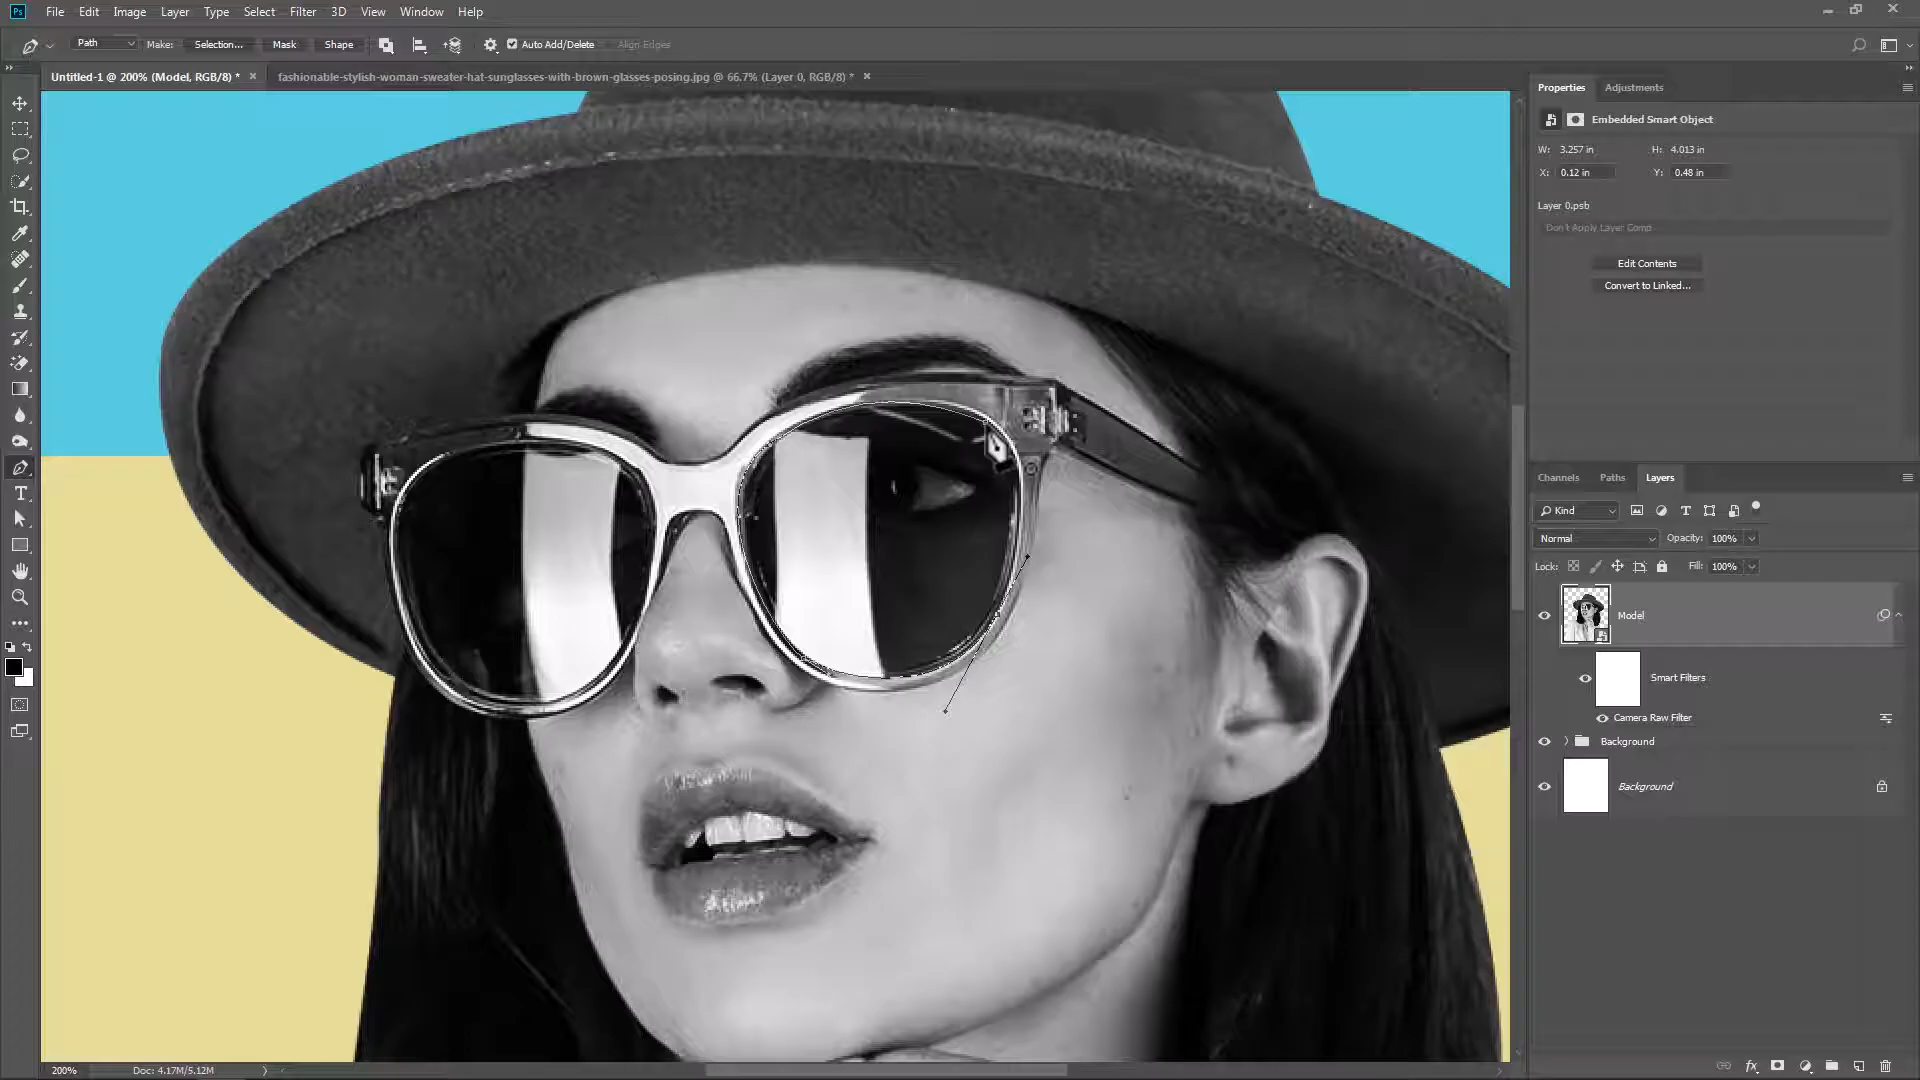 Ps File Edit Image Layer Type Select Filter 3D View Window Help
Path Make: Selection... Mask Shape Auto Add/Delete Align Edges
Untitled-1 @ 200% (Model, RGB/8) * × fashionable-stylish-woman-sweater-hat-sunglasses-with-brown-glasses-posing.jpg @ 66.7% (Layer 0, RGB/8) * ×
Properties Adjustments
Embedded Smart Object
W: 3.257 in H: 4.013 in
X: 0.12 in Y: 0.48 in
Layer 0.psb
Don't Apply Layer Comp
Edit Contents
Convert to Linked...
Channels Paths Layers
Kind
Normal Opacity: 100%
Lock: Fill: 100%
Model
Smart Filters
Camera Raw Filter
Background
Background
200% Doc: 4.17M/5.12M